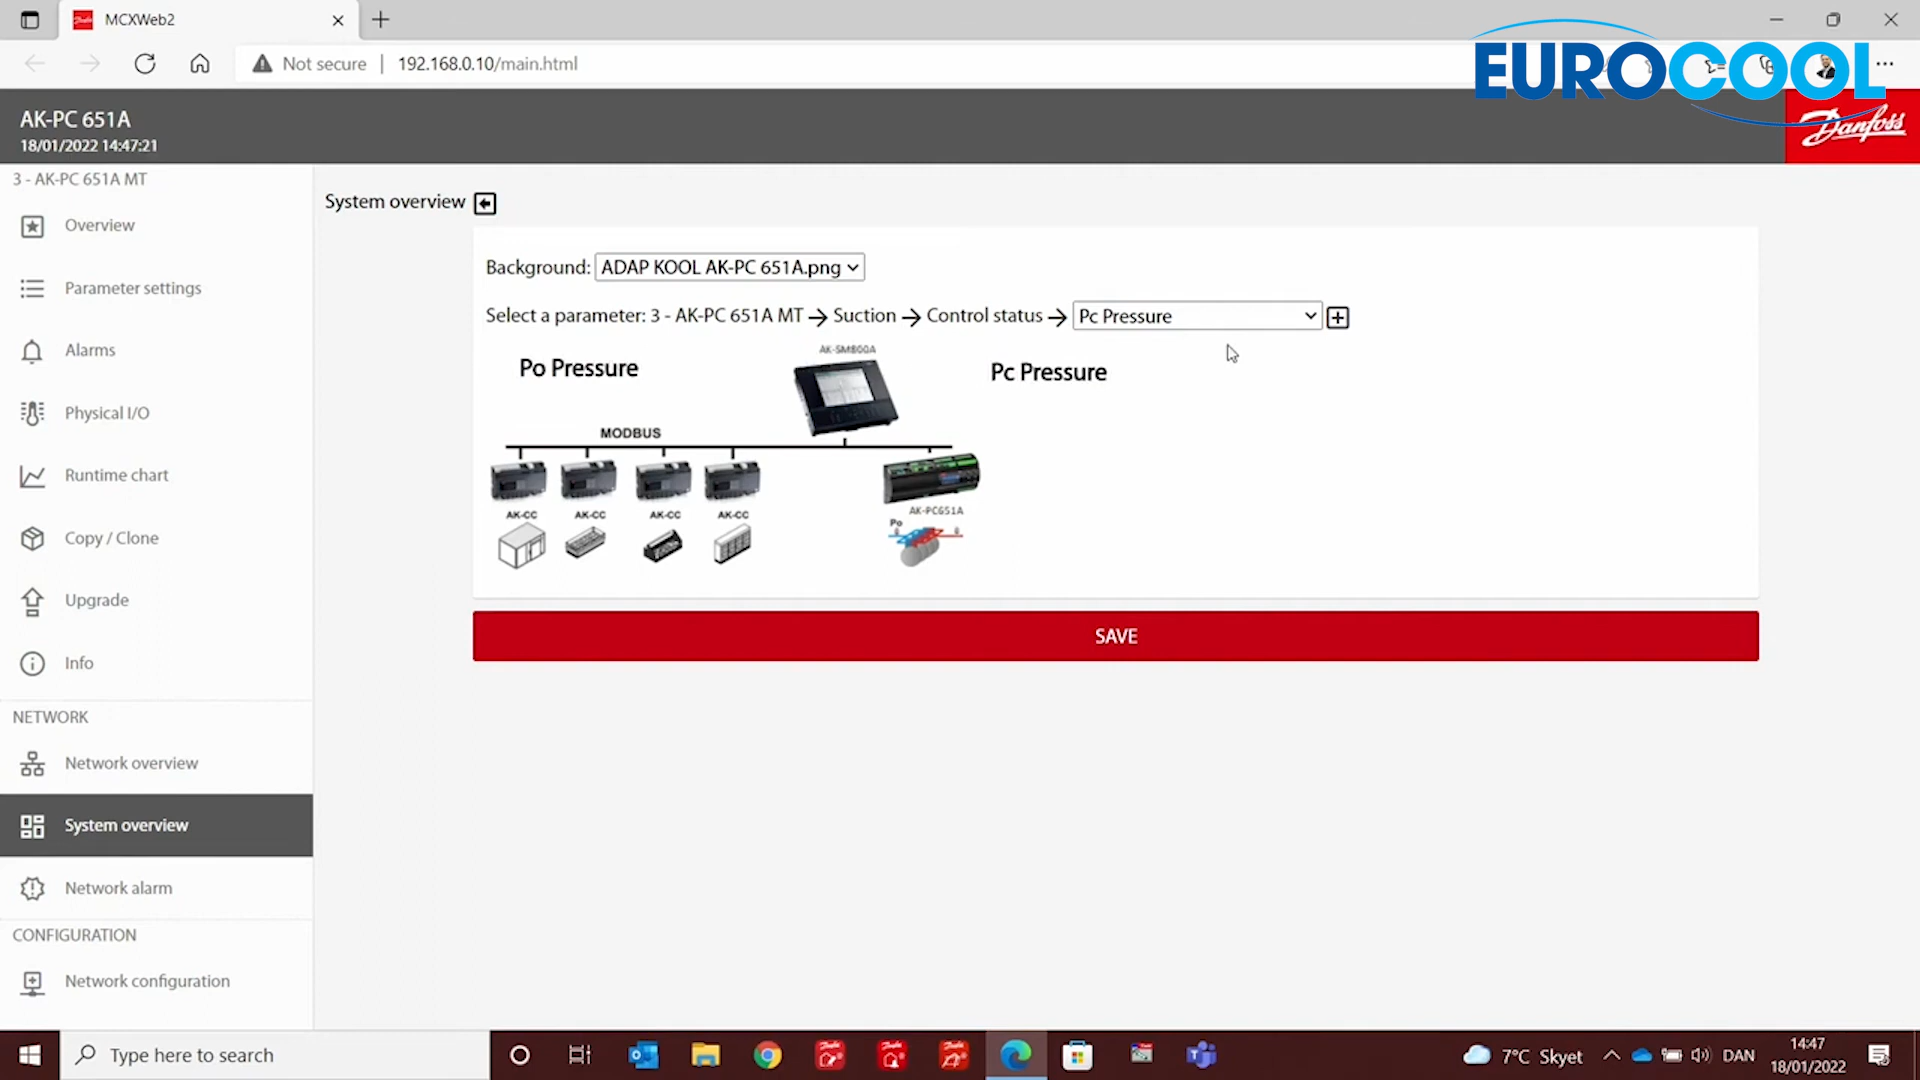 MCXWeb2
Not secure
192.168.0.10/main.html
EUROCOOL
AK-PC 651A
18/01/2022 14:47:21
Danfoss
3 - AK-PC 651A MT
Overview
Parameter settings
Alarms
Physical I/O
Runtime chart
Copy / Clone
Upgrade
Info
NETWORK
Network overview
System overview
Network alarm
CONFIGURATION
Network configuration
System overview
Background: ADAP KOOL AK-PC 651A.png
Select a parameter: 3 - AK-PC 651A MT → Suction → Control status → Pc Pressure
AK-SM800A
Po Pressure
Pc Pressure
MODBUS
AK-CC AK-CC AK-CC AK-CC
AK-PC651A
Po
SAVE
Type here to search
7°C Skyet
DAN
14:47
18/01/2022